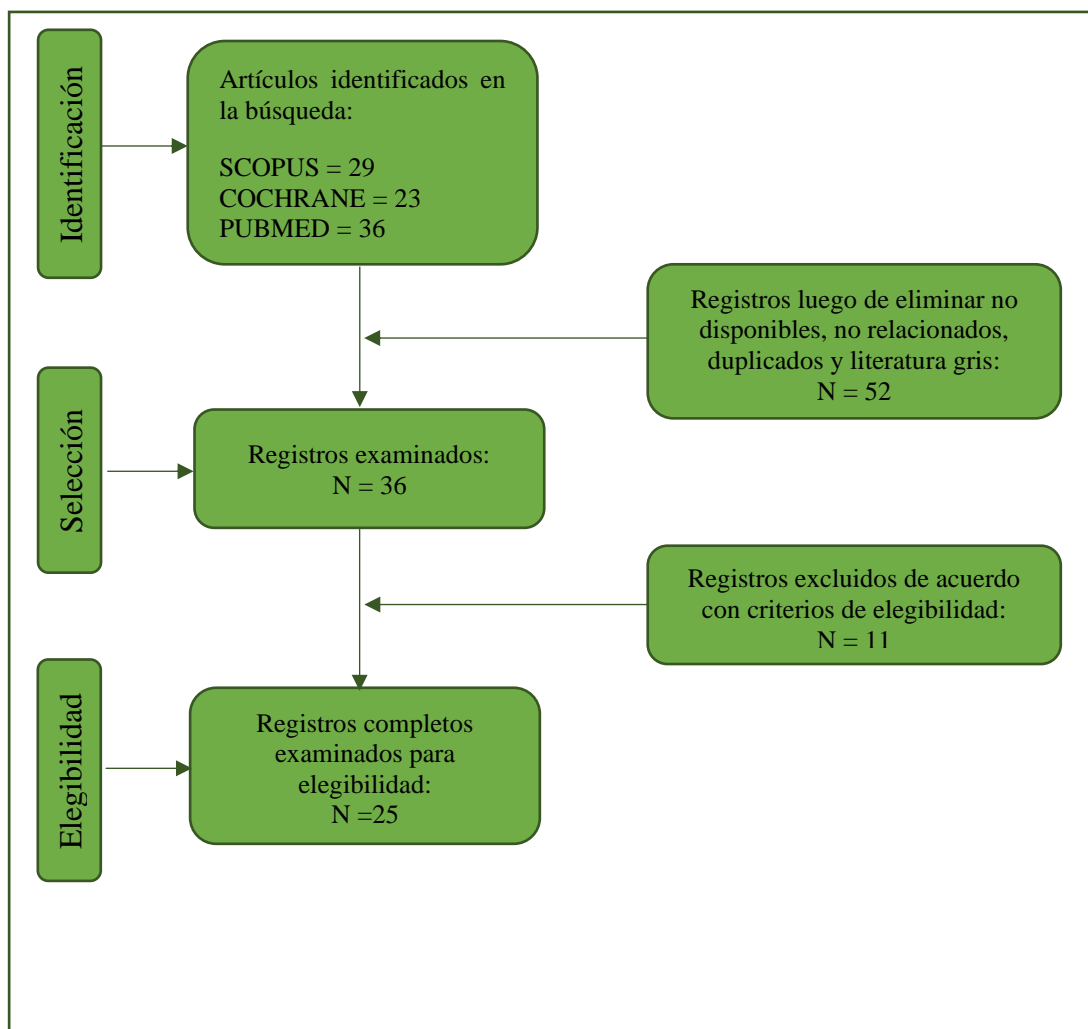 Identificación
Artículos identificados en
la búsqueda:
SCOPUS = 29
COCHRANE = 23
PUBMED = 36
Registros luego de eliminar no
disponibles, no relacionados,
duplicados y literatura gris:
N = 52
Selección
Registros examinados:
N = 36
Registros excluidos de acuerdo
con criterios de elegibilidad:
N = 11
Elegibilidad
Registros completos
examinados para
elegibilidad:
N =25